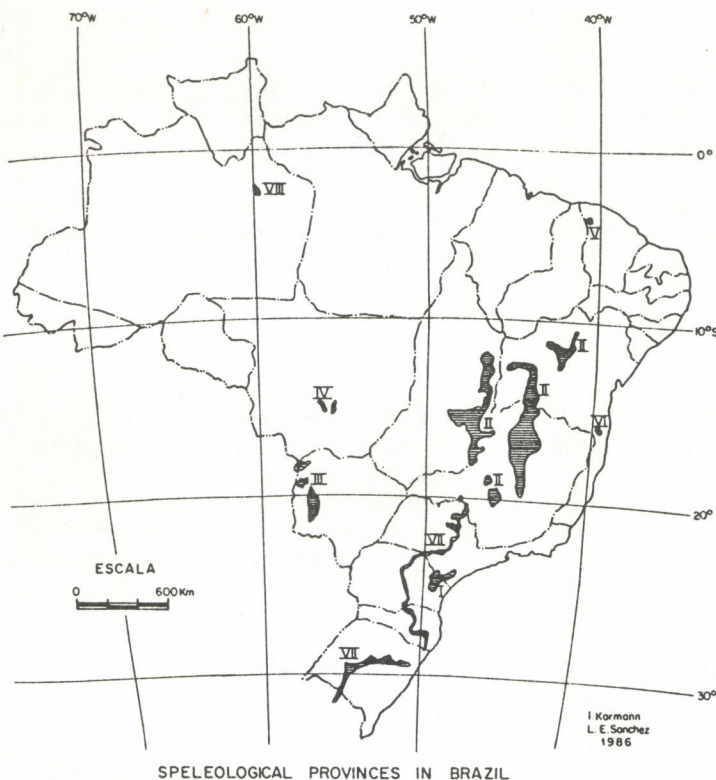 70°W 60°W 50°W 40°W
0°
VIII
V
10°S
II
II
IV
II
VI
III
II
20°
VII
ESCALA
I
0 600Km
VII
30°
I Karmann
L. E. Sanchez
1986
SPELEOLOGICAL PROVINCES IN BRAZIL